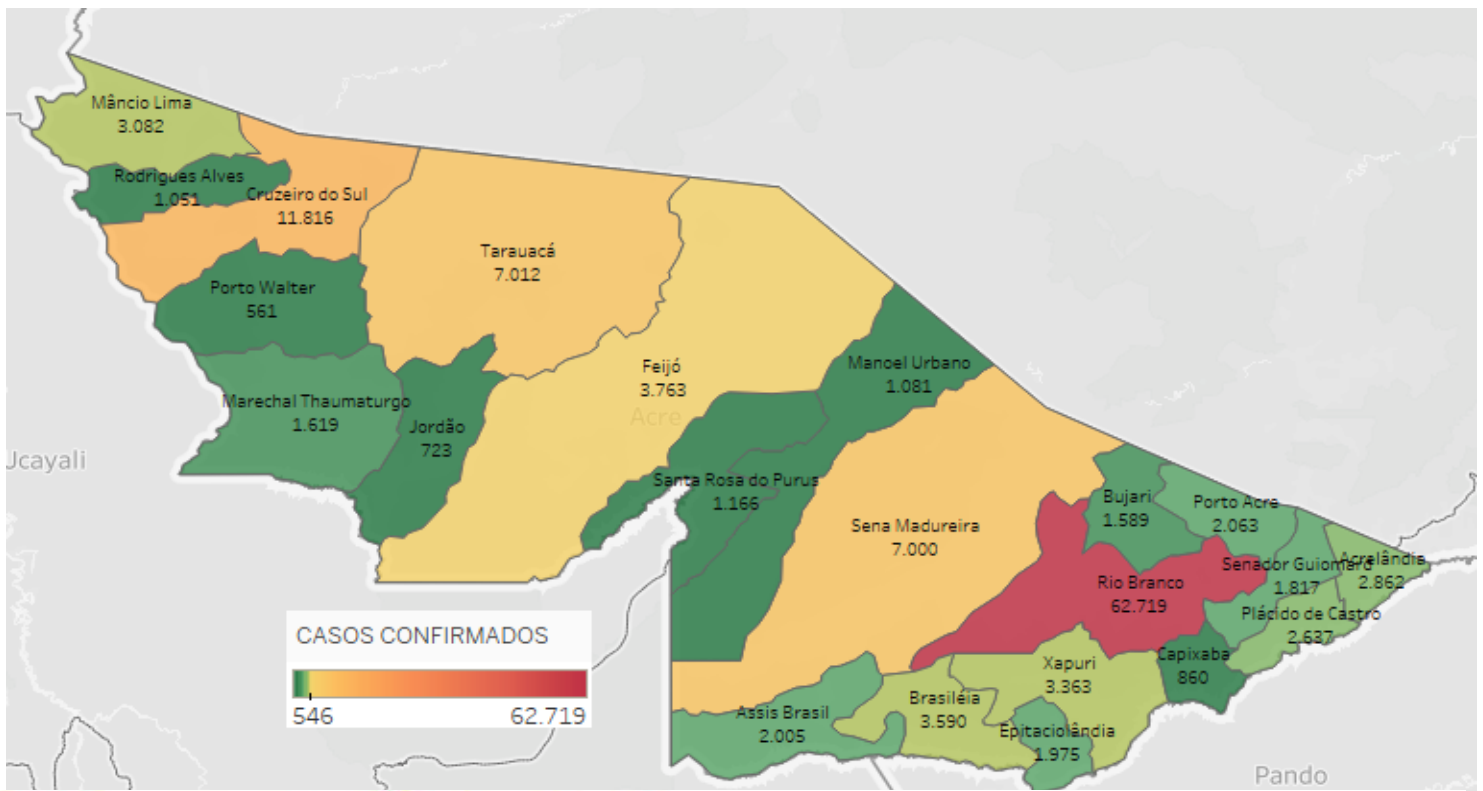 Mâncio Lima
3.082
Rodrigues Alves
1.051
Cruzeiro do Sul
11.816
Tarauacá
7.012
Porto Walter
561
Feijó
3.763
Manoel Urbano
1.081
Marechal Thaumaturgo
1.619
Jordão
723
Acre
Ucayali
Santa Rosa do Purus
1.166
Sena Madureira
7.000
Bujari
1.589
Porto Acre
2.063
Senador Guiomard
1.817
Acrelândia
2.862
Rio Branco
62.719
Plácido de Castro
2.637
Capixaba
860
Xapuri
3.363
Brasiléia
3.590
Assis Brasil
2.005
Epitaciolândia
1.975
CASOS CONFIRMADOS
546 62.719
Pando